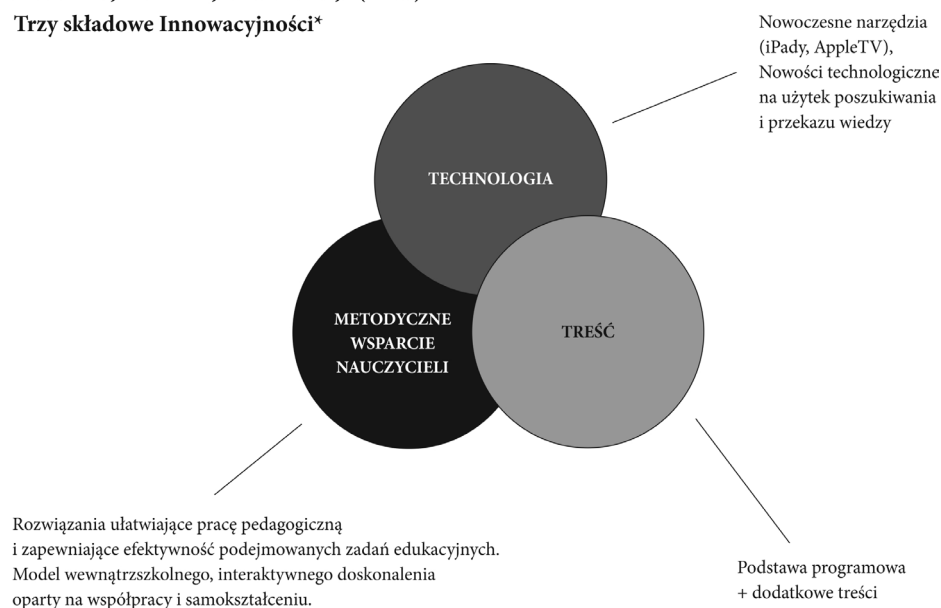 Trzy składowe Innowacyjności*
Nowoczesne narzędzia
(iPady, AppleTV),
Nowości technologiczne
na użytek poszukiwania
i przekazu wiedzy
TECHNOLOGIA
METODYCZNE
WSPARCIE
NAUCZYCIELI
TREŚĆ
Rozwiązania ułatwiające pracę pedagogiczną
i zapewniające efektywność podejmowanych zadań edukacyjnych.
Model wewnątrzszkolnego, interaktywnego doskonalenia
oparty na współpracy i samokształceniu.
Podstawa programowa
+ dodatkowe treści